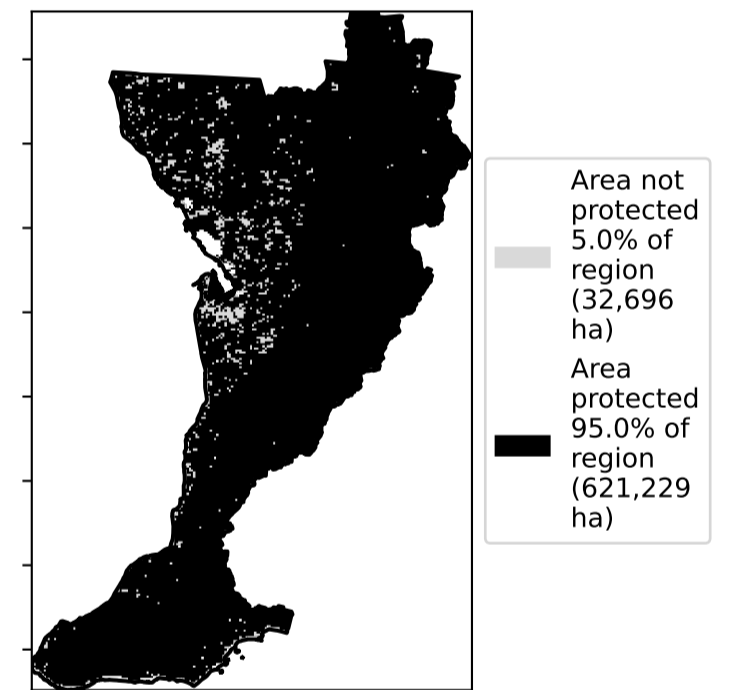 Area not
protected
5.0% of
region
(32,696
ha)
Area
protected
95.0% of
region
(621,229
ha)